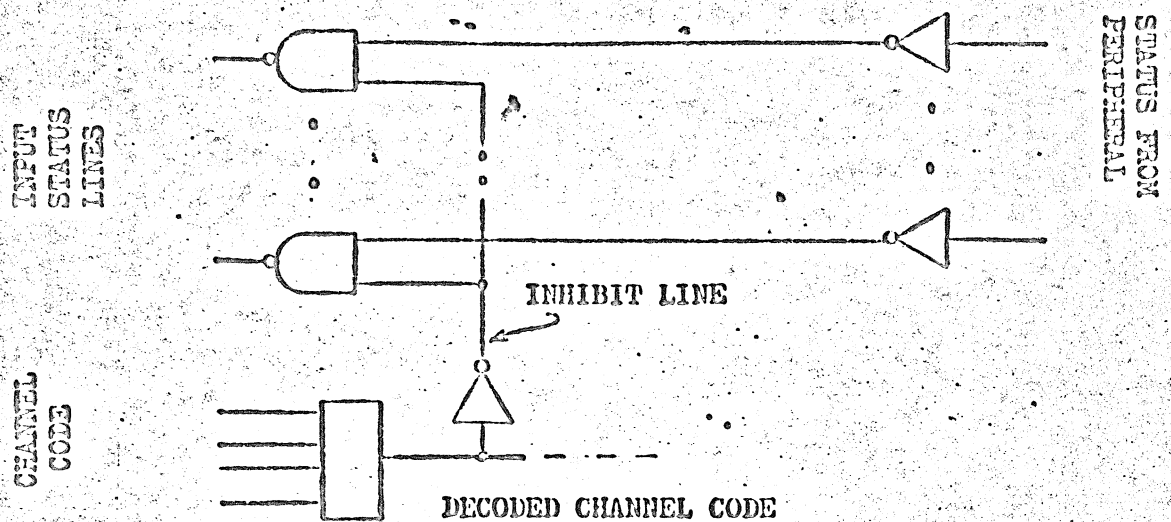 INPUT
STATUS
LINES
STATUS FROM
PERIPHERAL
INHIBIT LINE
CHANNEL
CODE
DECODED CHANNEL CODE